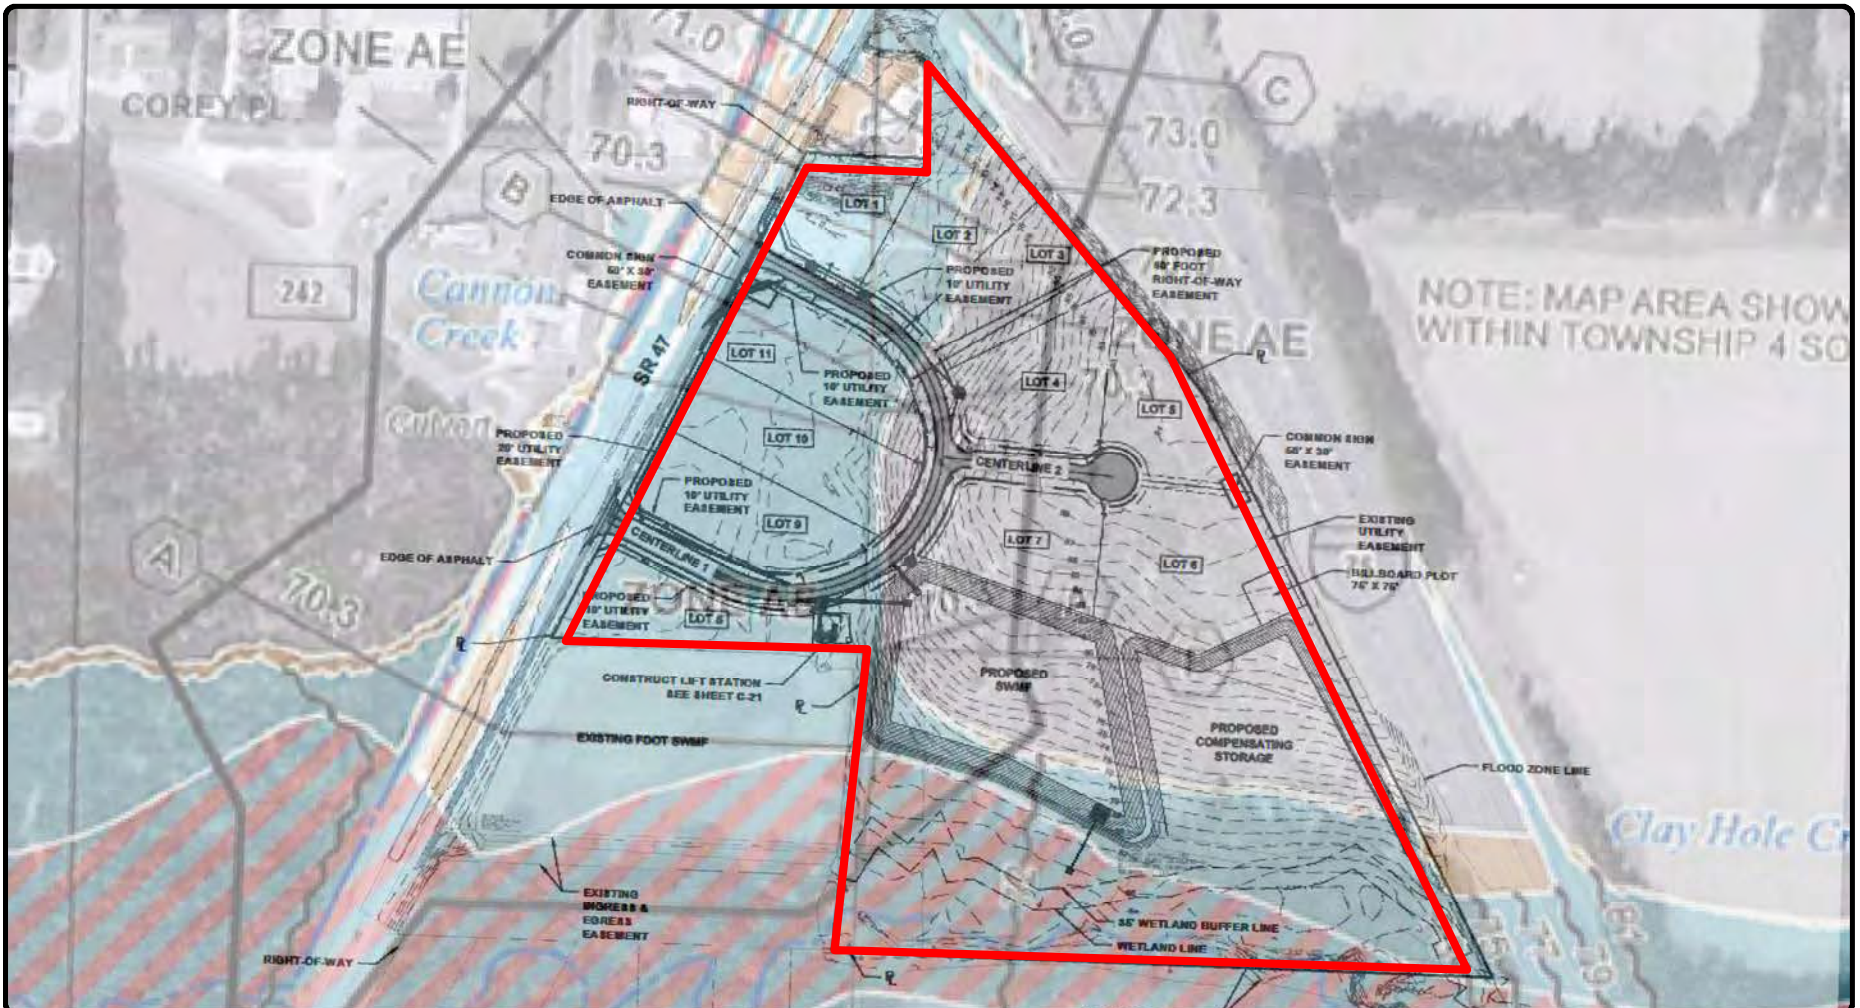 71.0
ZONE AE
COREY PL
RIGHT-OF-WAY
C
70.3
73.0
B
EDGE OF ASPHALT
LOT 1
72.3
LOT 2
LOT 3
COMMON SIGN
EASEMENT
PROPOSED
10' UTILITY
EASEMENT
PROPOSED
FOOT
RIGHT-OF-WAY
EASEMENT
242
Cannon
Creek
NOTE: MAP AREA SHOW
WITHIN TOWNSHIP 4 SO
ZONE AE
SR 47
LOT 11
PROPOSED
10' UTILITY
EASEMENT
LOT 4
LOT 5
Culvert
PROPOSED
20' UTILITY
EASEMENT
LOT 10
COMMON SIGN
EASEMENT
CENTERLINE 2
PROPOSED
10' UTILITY
EASEMENT
LOT 9
EXISTING
UTILITY
EASEMENT
A
EDGE OF ASPHALT
CENTERLINE 1
LOT 7
LOT 6
BILLBOARD PLOT
75' X 75'
70.3
ZONE AE
PROPOSED
10' UTILITY
EASEMENT
CONSTRUCT LIFT STATION
SEE SHEET C-21
PROPOSED
SWMF
EXISTING FOOT SWMF
PROPOSED
COMPENSATING
STORAGE
FLOOD ZONE LINE
Clay Hole Cr
EXISTING
INGRESS &
EGRESS
EASEMENT
35' WETLAND BUFFER LINE
WETLAND LINE
RIGHT-OF-WAY